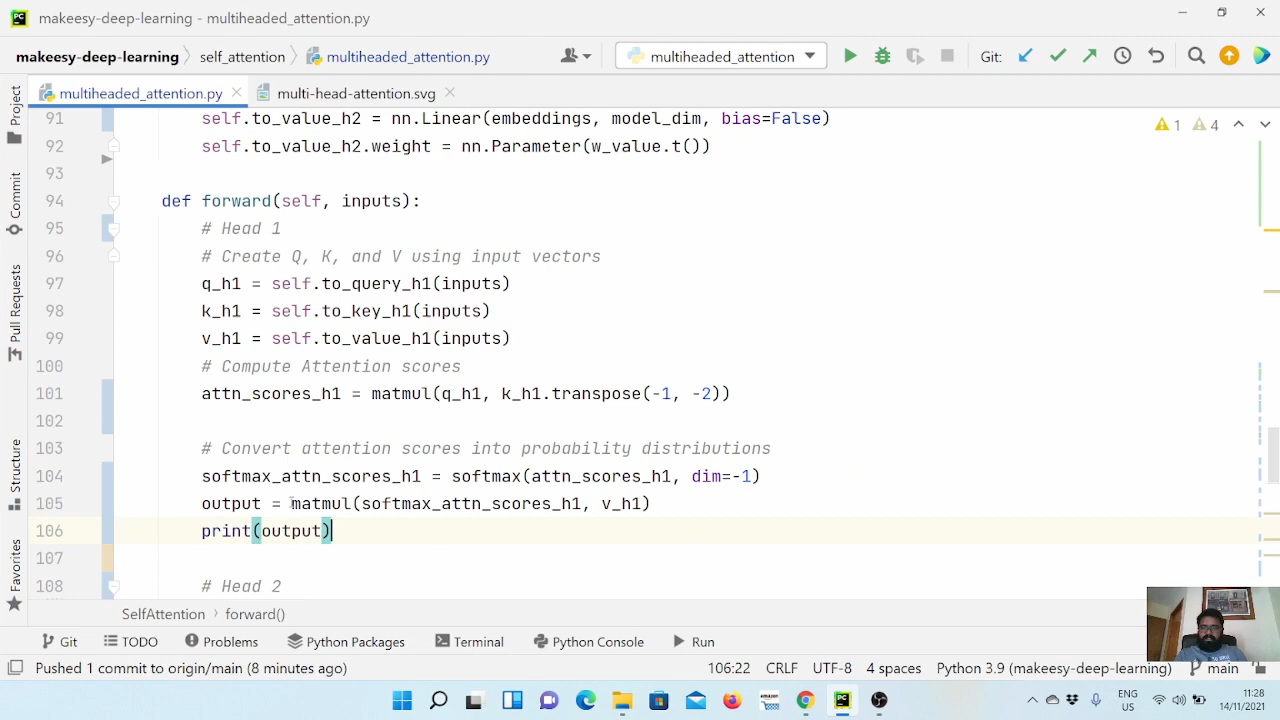 PC makeesy-deep-learning - multiheaded_attention.py
makeesy-deep-learning self_attention multiheaded_attention.py multiheaded_attention Git:
multiheaded_attention.py multi-head-attention.svg
Project
Commit
Pull Requests
Structure
Favorites
1 4
91 self.to_value_h2 = nn.Linear(embeddings, model_dim, bias=False)
92 self.to_value_h2.weight = nn.Parameter(w_value.t())
93
94 def forward(self, inputs):
95 # Head 1
96 # Create Q, K, and V using input vectors
97 q_h1 = self.to_query_h1(inputs)
98 k_h1 = self.to_key_h1(inputs)
99 v_h1 = self.to_value_h1(inputs)
100 # Compute Attention scores
101 attn_scores_h1 = matmul(q_h1, k_h1.transpose(-1, -2))
102
103 # Convert attention scores into probability distributions
104 softmax_attn_scores_h1 = softmax(attn_scores_h1, dim=-1)
105 output = matmul(softmax_attn_scores_h1, v_h1)
106 print(output)
107
108 # Head 2
SelfAttention forward()
Git TODO Problems Python Packages Terminal Python Console Run
Pushed 1 commit to origin/main (8 minutes ago) 106:22 CRLF UTF-8 4 spaces Python 3.9 (makeesy-deep-learning) main
PC
ENG
US
11:28
14/11/2021